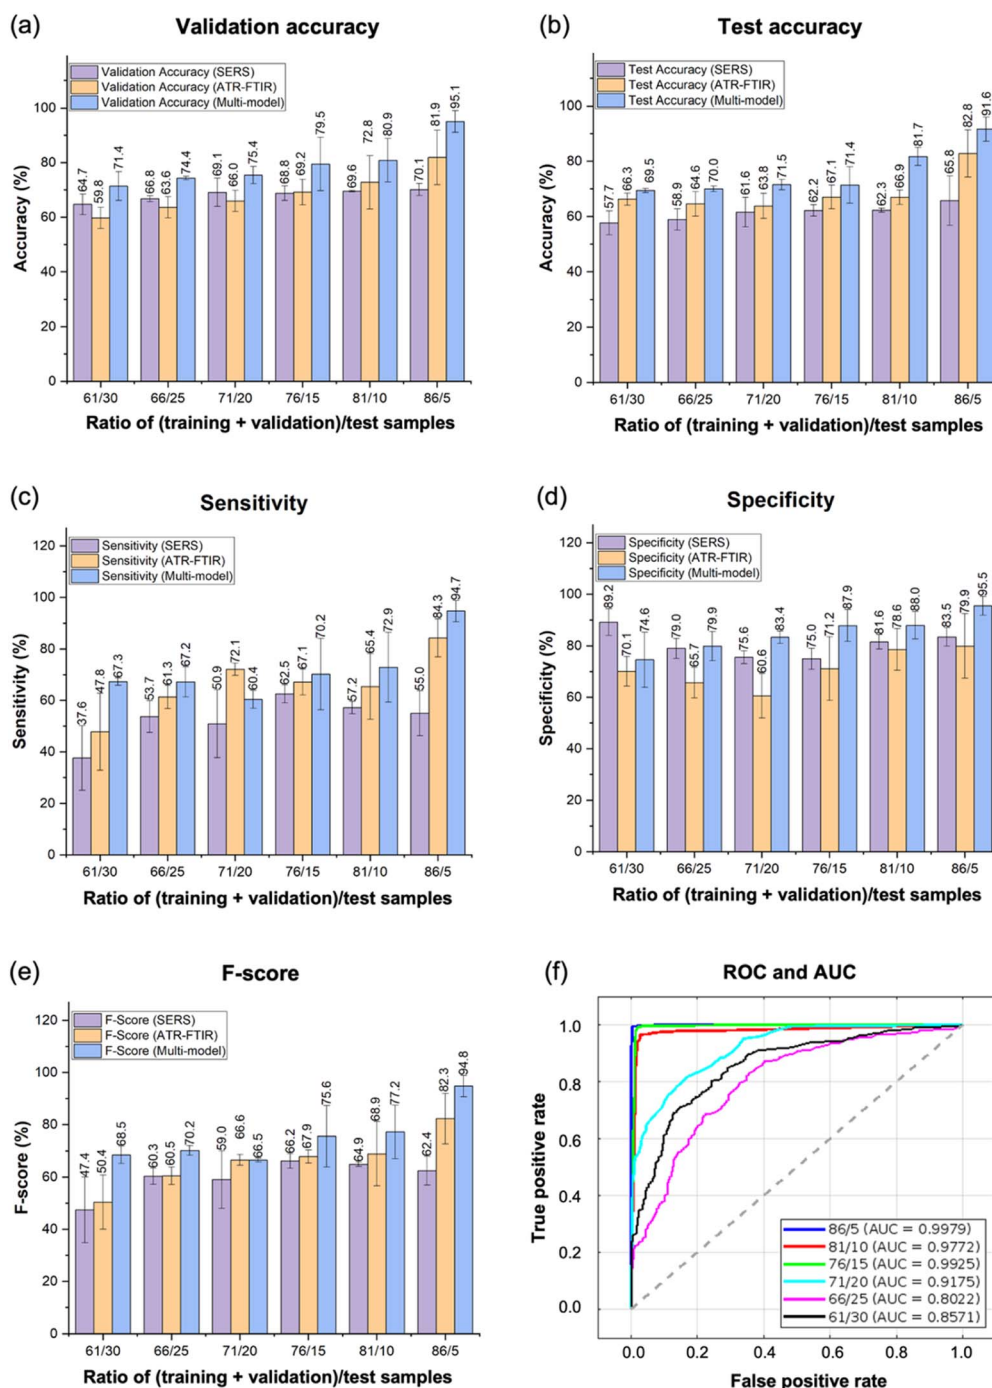 (a)
Validation accuracy
Validation Accuracy (SERS)
Validation Accuracy (ATR-FTIR)
Validation Accuracy (Multi-model)
Accuracy (%)
100
80
60
40
20
0
64.7 59.8 71.4 66.8 63.6 74.4 69.1 66.0 75.4 68.8 69.2 79.5 69.6 72.8 80.9 70.1 81.9 95.1
61/30 66/25 71/20 76/15 81/10 86/5
Ratio of (training + validation)/test samples
(b)
Test accuracy
Test Accuracy (SERS)
Test Accuracy (ATR-FTIR)
Test Accuracy (Multi-model)
Accuracy (%)
100
80
60
40
20
0
57.7 66.3 69.5 58.9 64.6 70.0 61.6 63.8 71.5 62.2 67.1 71.4 62.3 66.9 81.7 65.8 82.8 91.6
61/30 66/25 71/20 76/15 81/10 86/5
Ratio of (training + validation)/test samples
(c)
Sensitivity
Sensitivity (SERS)
Sensitivity (ATR-FTIR)
Sensitivity (Multi-model)
Sensitivity (%)
120
100
80
60
40
20
0
37.6 47.8 67.3 53.7 61.3 67.2 50.9 72.1 60.4 62.5 67.1 70.2 57.2 65.4 72.9 55.0 84.3 94.7
61/30 66/25 71/20 76/15 81/10 86/5
Ratio of (training + validation)/test samples
(d)
Specificity
Specificity (SERS)
Specificity (ATR-FTIR)
Specificity (Multi-model)
Specificity (%)
120
100
80
60
40
20
0
89.2 70.1 74.6 79.0 65.7 79.9 75.6 60.6 83.4 75.0 71.2 87.9 81.6 78.6 88.0 83.5 79.9 95.5
61/30 66/25 71/20 76/15 81/10 86/5
Ratio of (training + validation)/test samples
(e)
F-score
F-Score (SERS)
F-Score (ATR-FTIR)
F-Score (Multi-model)
F-score (%)
120
100
80
60
40
20
0
47.4 50.4 68.5 60.3 60.5 70.2 59.0 66.6 66.5 66.2 67.9 75.6 64.9 68.9 77.2 62.4 82.3 94.8
61/30 66/25 71/20 76/15 81/10 86/5
Ratio of (training + validation)/test samples
(f)
ROC and AUC
True positive rate
1.0
0.8
0.6
0.4
0.2
0.0
86/5 (AUC = 0.9979)
81/10 (AUC = 0.9772)
76/15 (AUC = 0.9925)
71/20 (AUC = 0.9175)
66/25 (AUC = 0.8022)
61/30 (AUC = 0.8571)
0.0 0.2 0.4 0.6 0.8 1.0
False positive rate